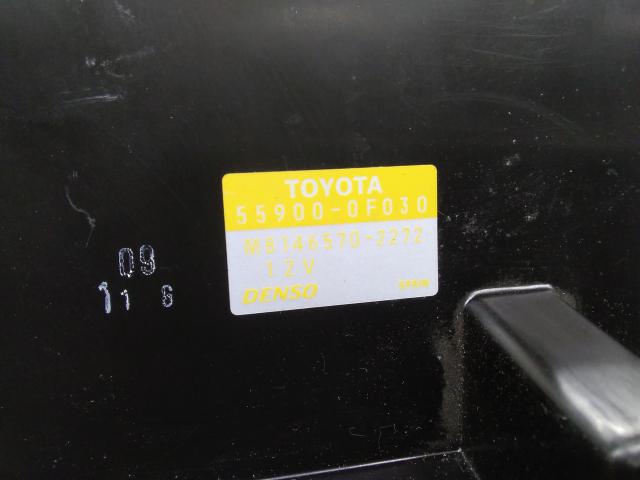 TOYOTA
55900-0F030
MB146570-2272
12V
DENSO SPAIN
09
11 6